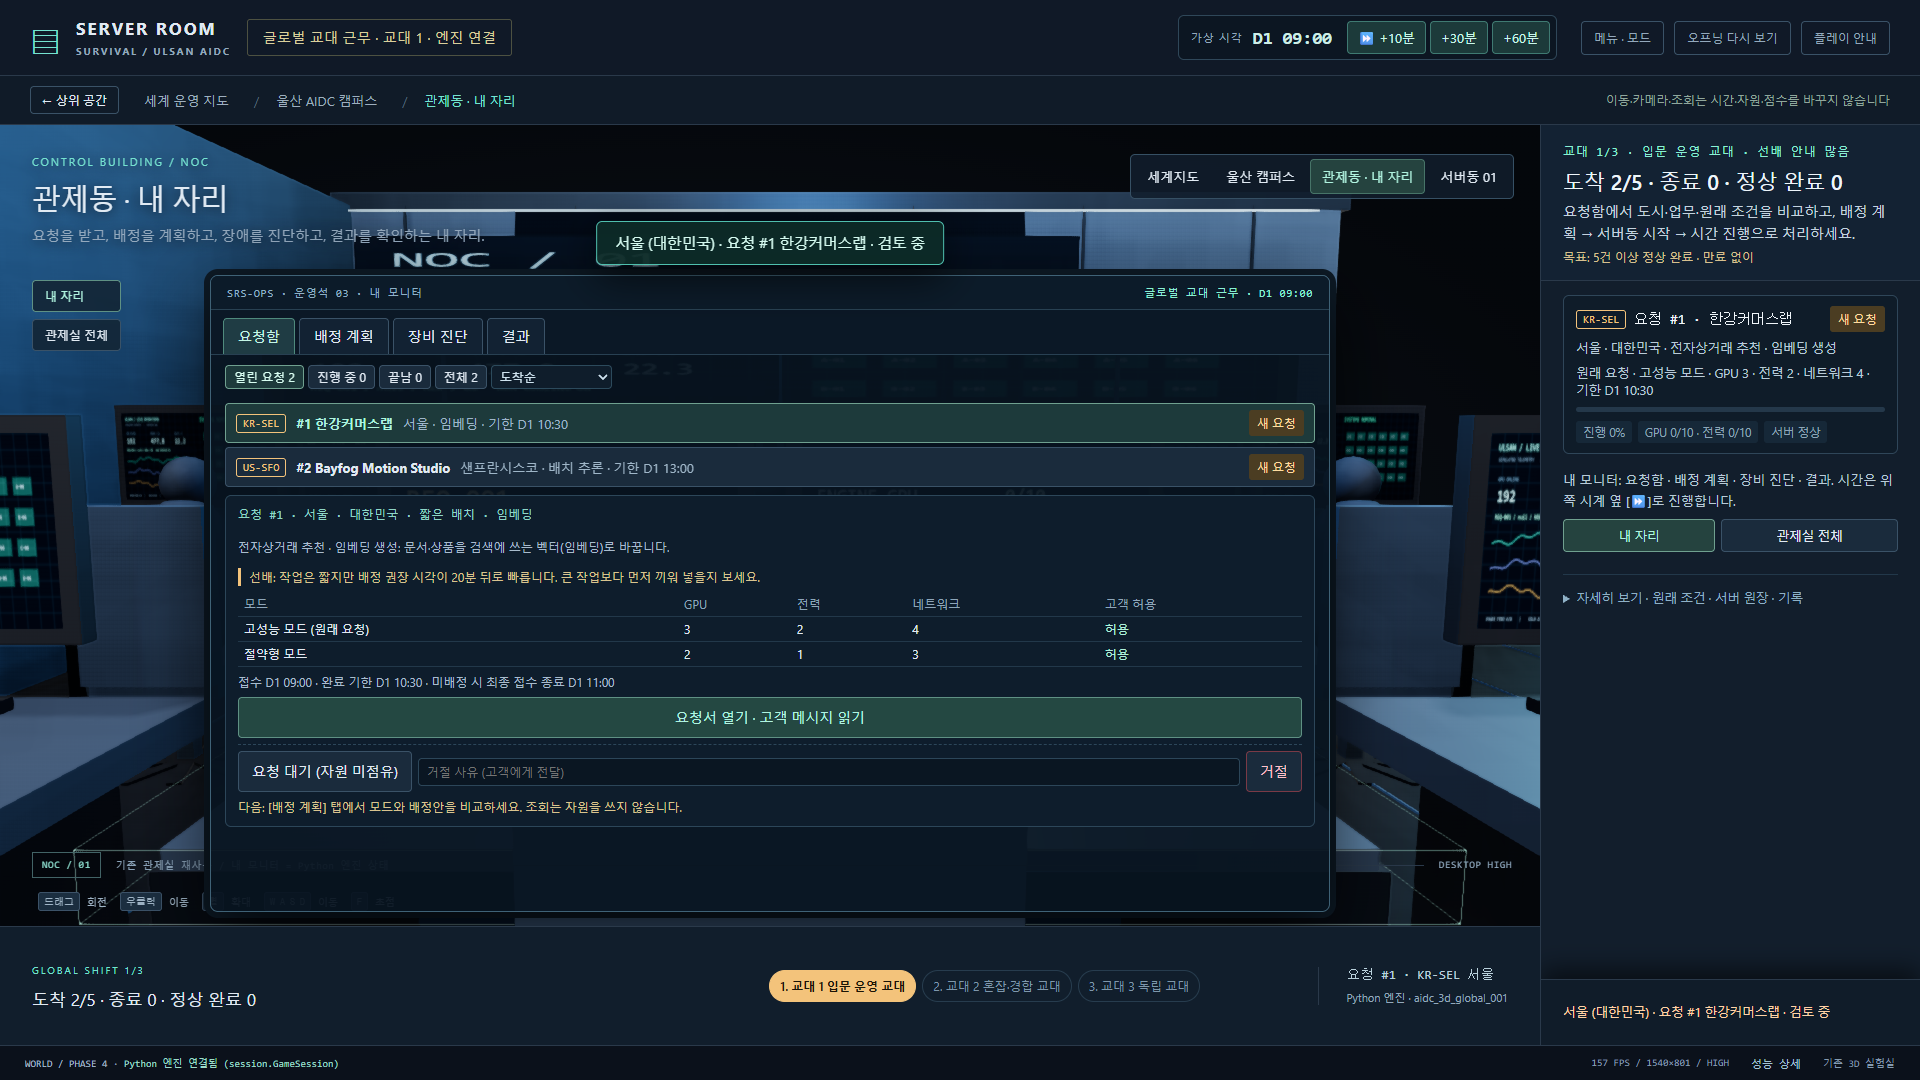 SERVER ROOM
SURVIVAL / ULSAN AIDC
글로벌 교대 근무 · 교대 1 · 엔진 연결
가상 시각 D1 09:00 ⏩ +10분 +30분 +60분
메뉴 · 모드 오프닝 다시 보기 플레이 안내
← 상위 공간 세계 운영 지도 / 울산 AIDC 캠퍼스 / 관제동 · 내 자리
이동·카메라·조회는 시간·자원·점수를 바꾸지 않습니다
CONTROL BUILDING / NOC
관제동 · 내 자리
요청을 받고, 배정을 계획하고, 장애를 진단하고, 결과를 확인하는 내 자리.
내 자리
관제실 전체
세계지도 울산 캠퍼스 관제동 · 내 자리 서버동 01
서울 (대한민국) · 요청 #1 한강커머스랩 · 검토 중
NOC / 01
SRS-OPS · 운영석 03 · 내 모니터
글로벌 교대 근무 · D1 09:00
요청함 배정 계획 장비 진단 결과
열린 요청 2 진행 중 0 끝남 0 전체 2 도착순
KR-SEL #1 한강커머스랩 서울 · 임베딩 · 기한 D1 10:30 새 요청
US-SFO #2 Bayfog Motion Studio 샌프란시스코 · 배치 추론 · 기한 D1 13:00 새 요청
요청 #1 · 서울 · 대한민국 · 짧은 배치 · 임베딩
전자상거래 추천 · 임베딩 생성: 문서·상품을 검색에 쓰는 벡터(임베딩)로 바꿉니다.
선배: 작업은 짧지만 배정 권장 시각이 20분 뒤로 빠릅니다. 큰 작업보다 먼저 끼워 넣을지 보세요.
모드 GPU 전력 네트워크 고객 허용
고성능 모드 (원래 요청) 3 2 4 허용
절약형 모드 2 1 3 허용
접수 D1 09:00 · 완료 기한 D1 10:30 · 미배정 시 최종 접수 종료 D1 11:00
요청서 열기 · 고객 메시지 읽기
요청 대기 (자원 미점유) 거절 사유 (고객에게 전달) 거절
다음: [배정 계획] 탭에서 모드와 배정안을 비교하세요. 조회는 자원을 쓰지 않습니다.
NOC / 01 기존 관제실
DESKTOP HIGH
드래그 회전 우클릭 이동
교대 1/3 · 입문 운영 교대 · 선배 안내 많음
도착 2/5 · 종료 0 · 정상 완료 0
요청함에서 도시·업무·원래 조건을 비교하고, 배정 계
획 → 서버동 시작 → 시간 진행으로 처리하세요.
목표: 5건 이상 정상 완료 · 만료 없이
KR-SEL 요청 #1 · 한강커머스랩 새 요청
서울 · 대한민국 · 전자상거래 추천 · 임베딩 생성
원래 요청 · 고성능 모드 · GPU 3 · 전력 2 · 네트워크 4 ·
기한 D1 10:30
진행 0% GPU 0/10 · 전력 0/10 서버 정상
내 모니터: 요청함 · 배정 계획 · 장비 진단 · 결과. 시간은 위
쪽 시계 옆 [⏩]로 진행합니다.
내 자리 관제실 전체
▶ 자세히 보기 · 원래 조건 · 서버 원장 · 기록
서울 (대한민국) · 요청 #1 한강커머스랩 · 검토 중
GLOBAL SHIFT 1/3
도착 2/5 · 종료 0 · 정상 완료 0
1. 교대 1 입문 운영 교대 2. 교대 2 혼잡·경합 교대 3. 교대 3 독립 교대
요청 #1 · KR-SEL 서울
Python 엔진 · aidc_3d_global_001
WORLD / PHASE 4 · Python 엔진 연결됨 (session.GameSession)
157 FPS / 1540×801 / HIGH 성능 상세 기존 3D 실험실